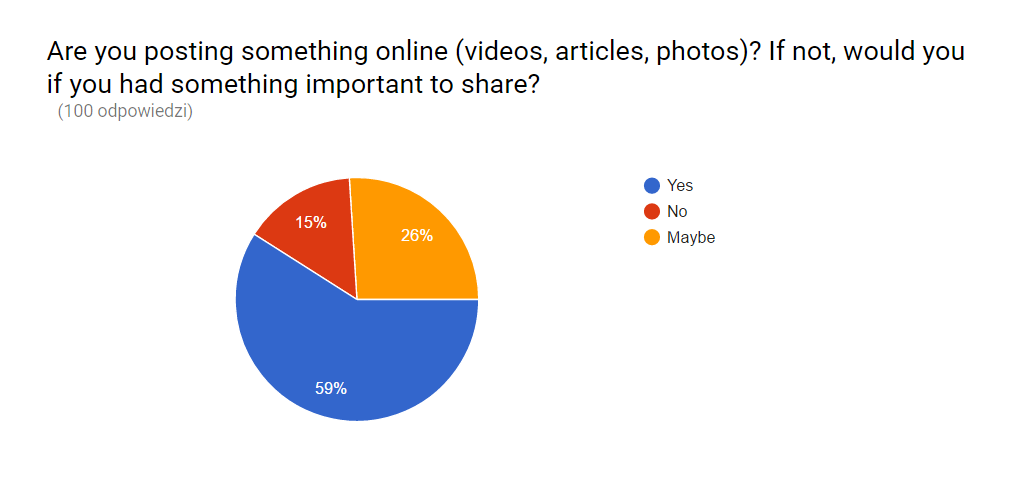 Are you posting something online (videos, articles, photos)? If not, would you
if you had something important to share?
(100 odpowiedzi)
Yes
No
Maybe
15%
26%
59%